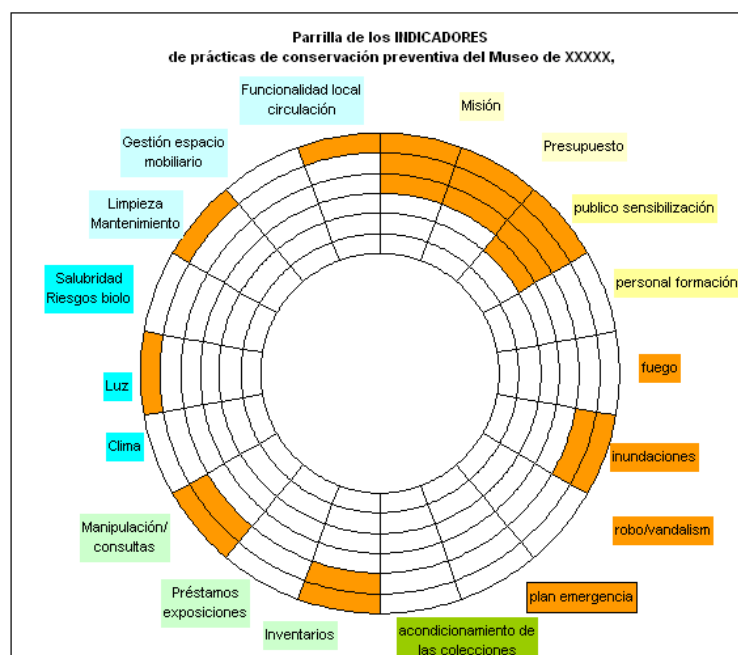 Parrilla de los INDICADORES
de prácticas de conservación preventiva del Museo de XXXXX,
Funcionalidad local
circulación
Misión
Gestión espacio
mobiliario
Presupuesto
Limpieza
Mantenimiento
publico sensibilización
Salubridad
Riesgos biolo
personal formación
Luz
fuego
Clima
inundaciones
Manipulación/
consultas
robo/vandalism
Préstamos
exposiciones
plan emergencia
Inventarios
acondicionamiento de
las colecciones